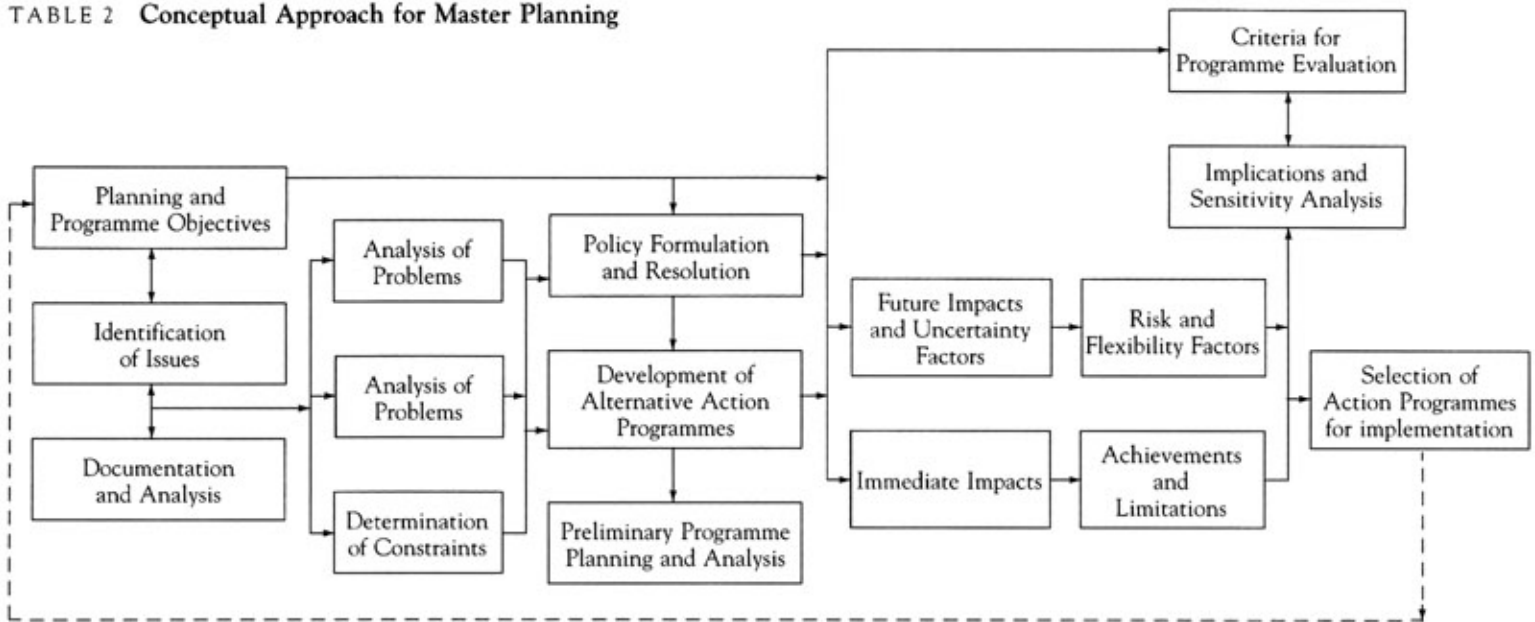 TABLE 2 Conceptual Approach for Master Planning
Criteria for
Programme Evaluation
Implications and
Sensitivity Analysis
Planning and
Programme Objectives
Identification
of Issues
Documentation
and Analysis
Analysis of
Problems
Analysis of
Problems
Determination
of Constraints
Policy Formulation
and Resolution
Development of
Alternative Action
Programmes
Preliminary Programme
Planning and Analysis
Future Impacts
and Uncertainty
Factors
Risk and
Flexibility Factors
Immediate Impacts
Achievements
and
Limitations
Selection of
Action Programmes
for implementation